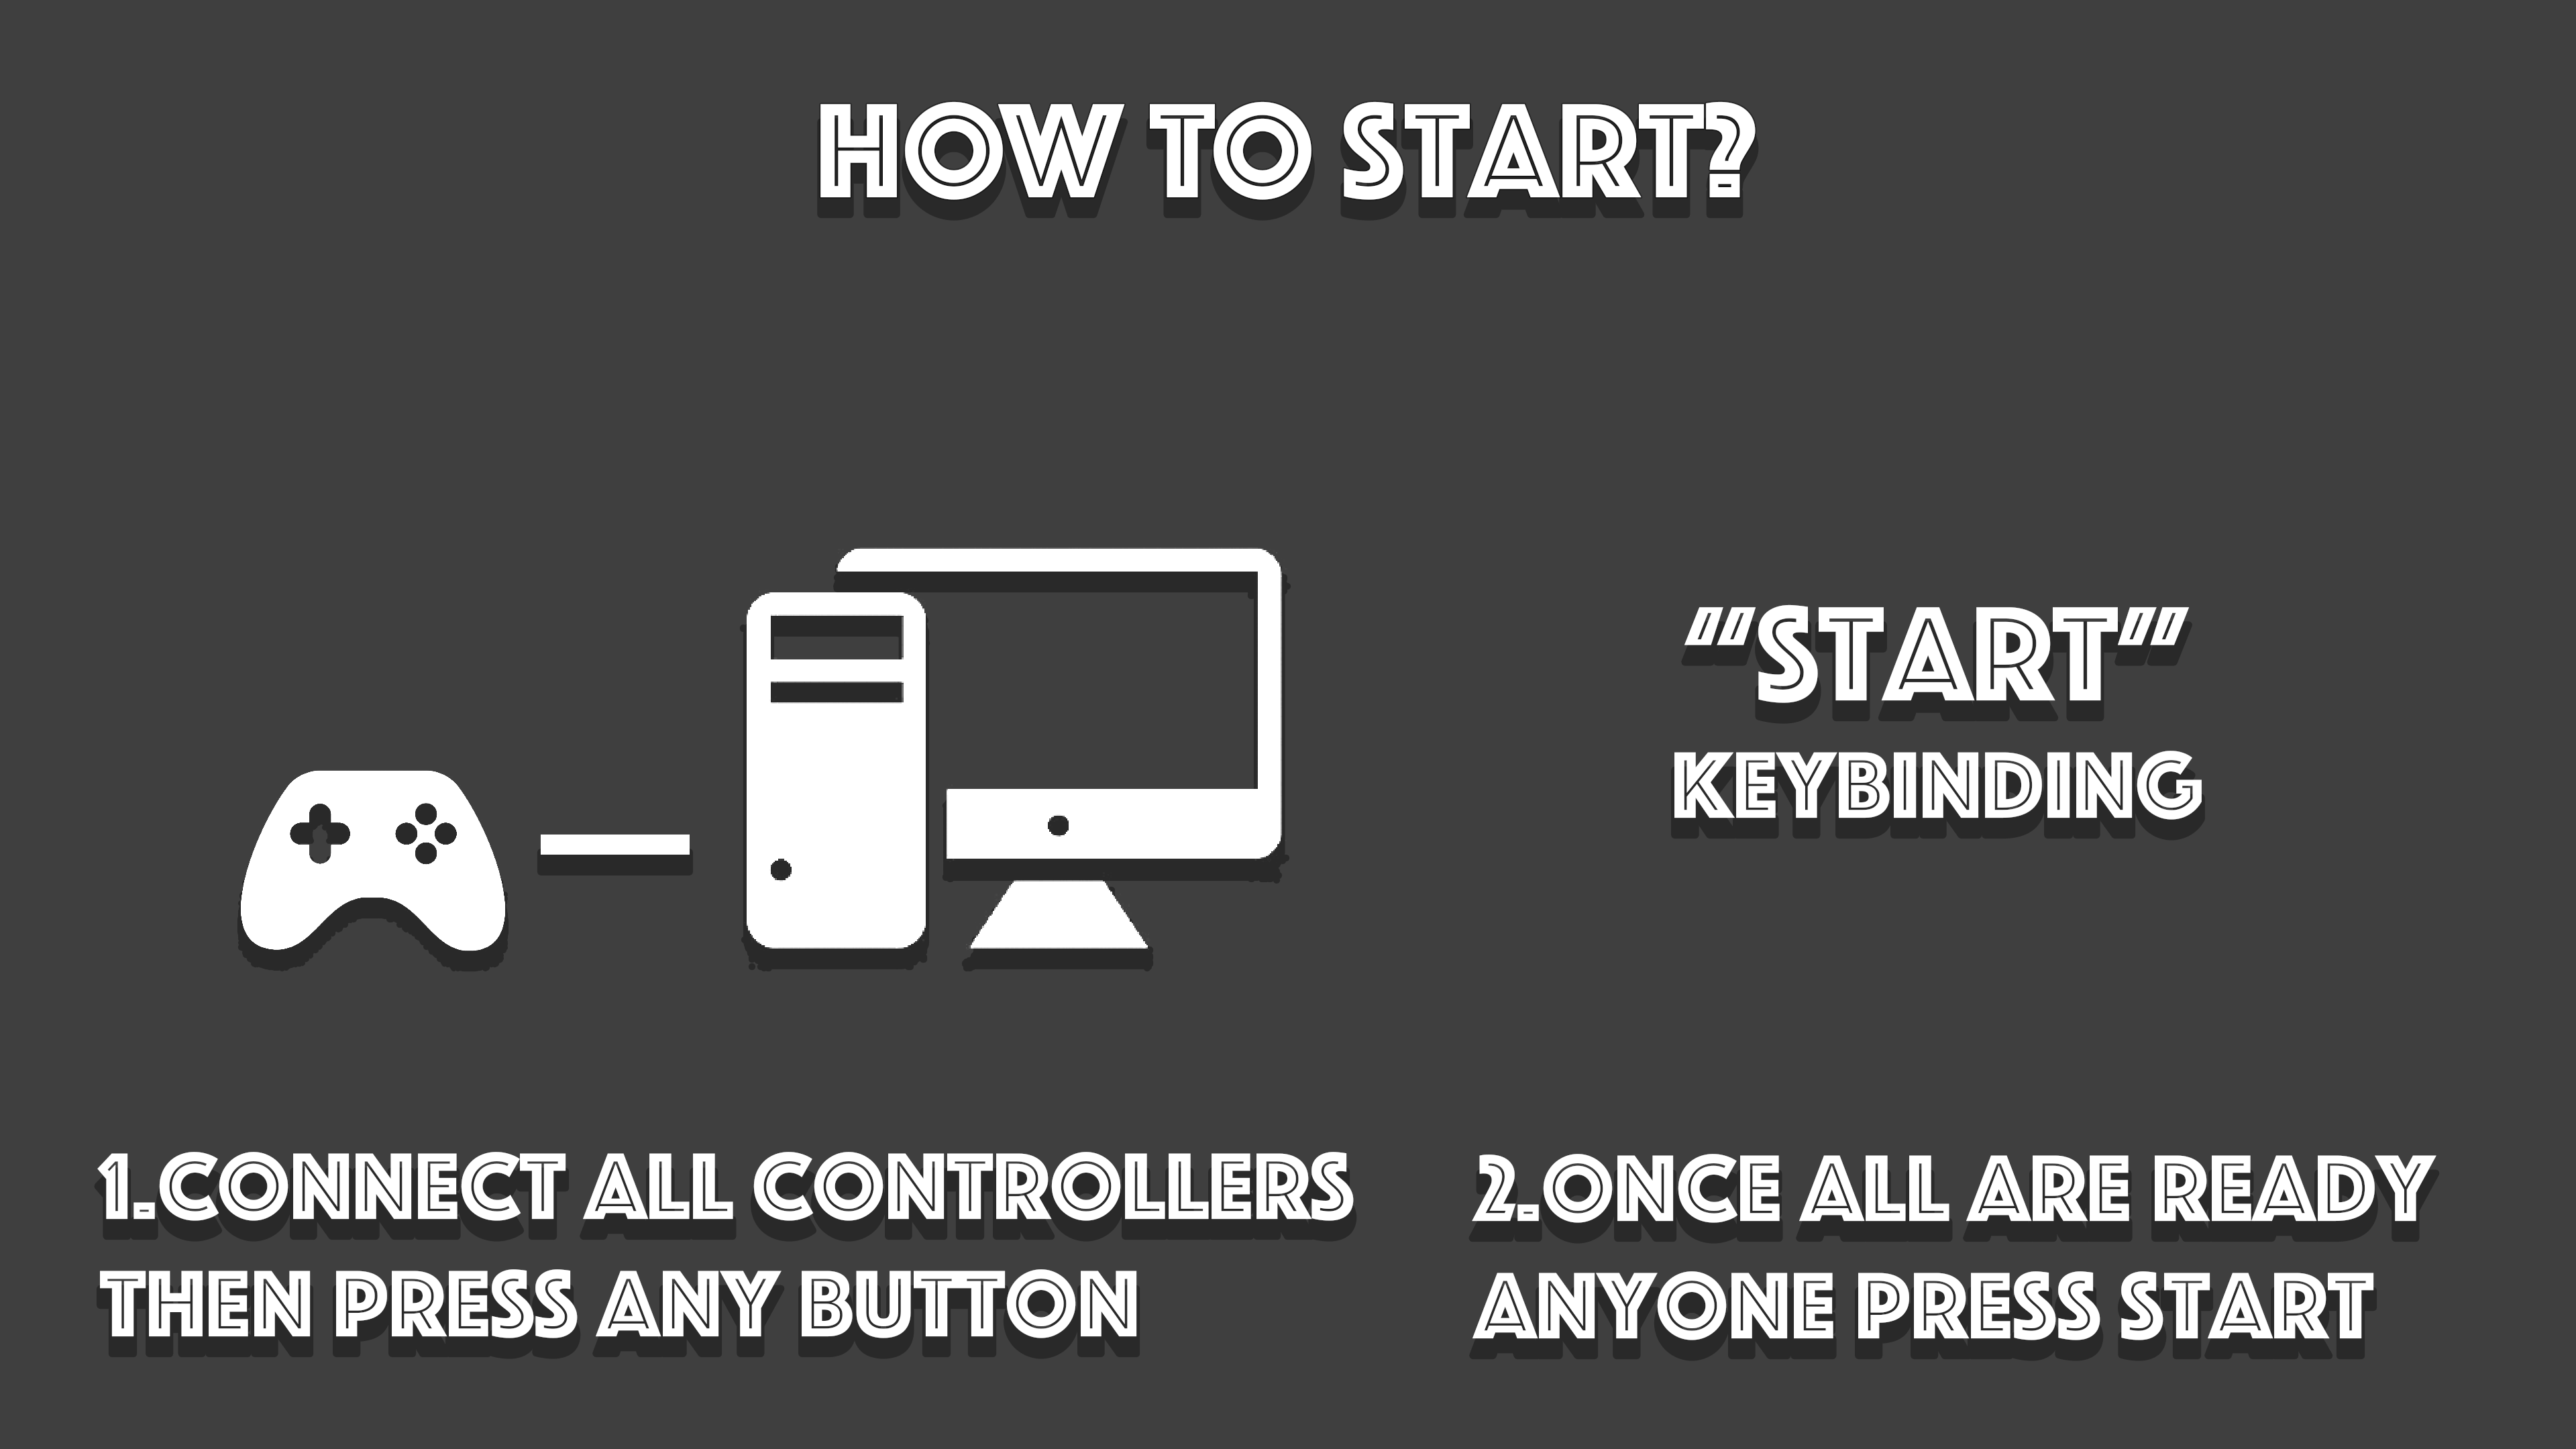 HOW TO START?
"START"
KEYBINDING
1.CONNECT ALL CONTROLLERS
THEN PRESS ANY BUTTON
2.ONCE ALL ARE READY
ANYONE PRESS START